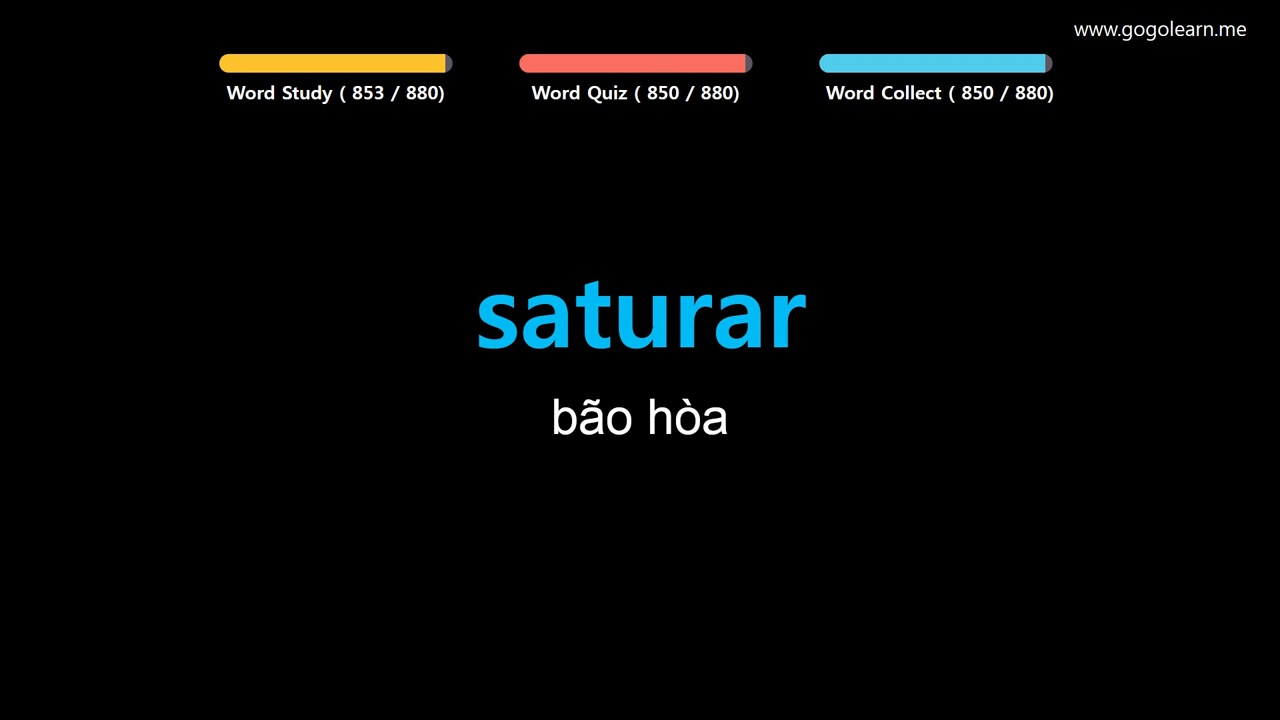 www.gogolearn.me
Word Study ( 853 / 880)
Word Quiz ( 850 / 880)
Word Collect ( 850 / 880)
saturar
bão hòa